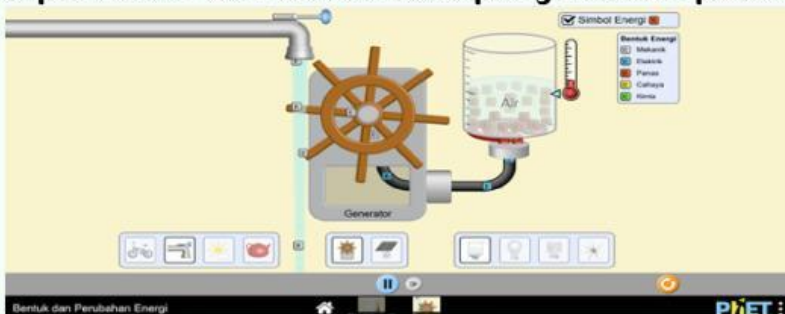 Simbol Energi
Bentuk Energi
Mekanik
Elektrik
Panas
Cahaya
Kimia
Air
Generator
Bentuk dan Perubahan Energi
PhET